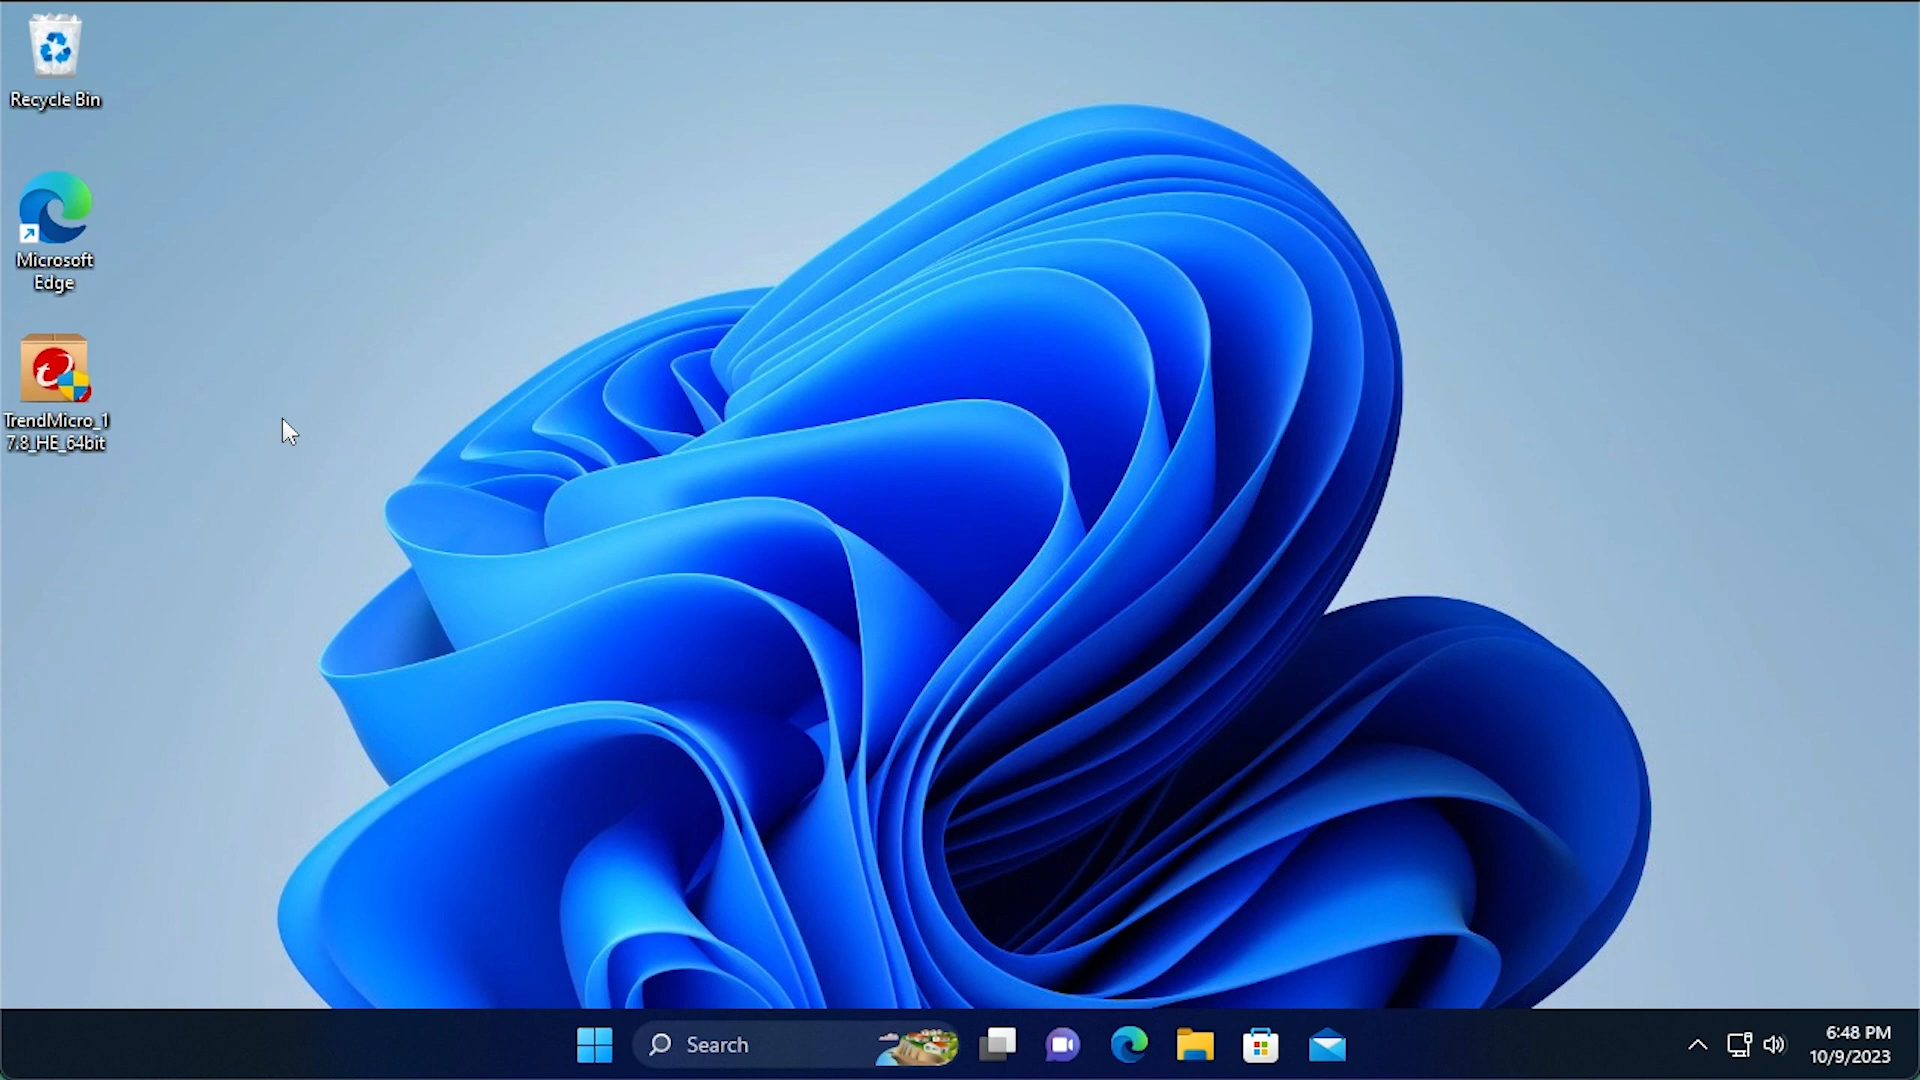 Recycle Bin
Microsoft
Edge
TrendMicro_1
7.8_HE_64bit
Search
6:48 PM
10/9/2023